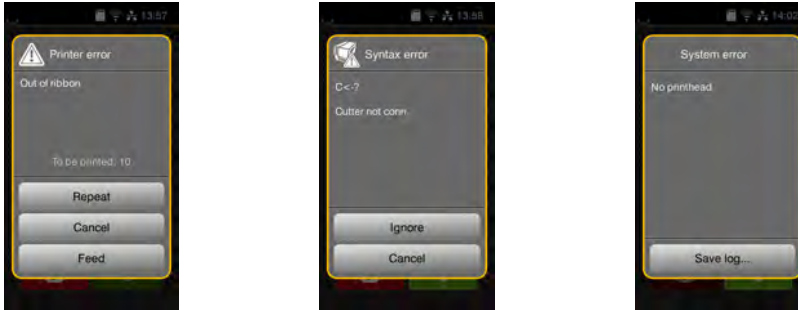 13:57
Printer error
Out of ribbon
To be printed: 10
Repeat
Cancel
Feed
13:58
Syntax error
C<-?
Cutter not conn.
Ignore
Cancel
14:02
System error
No printhead
Save log...